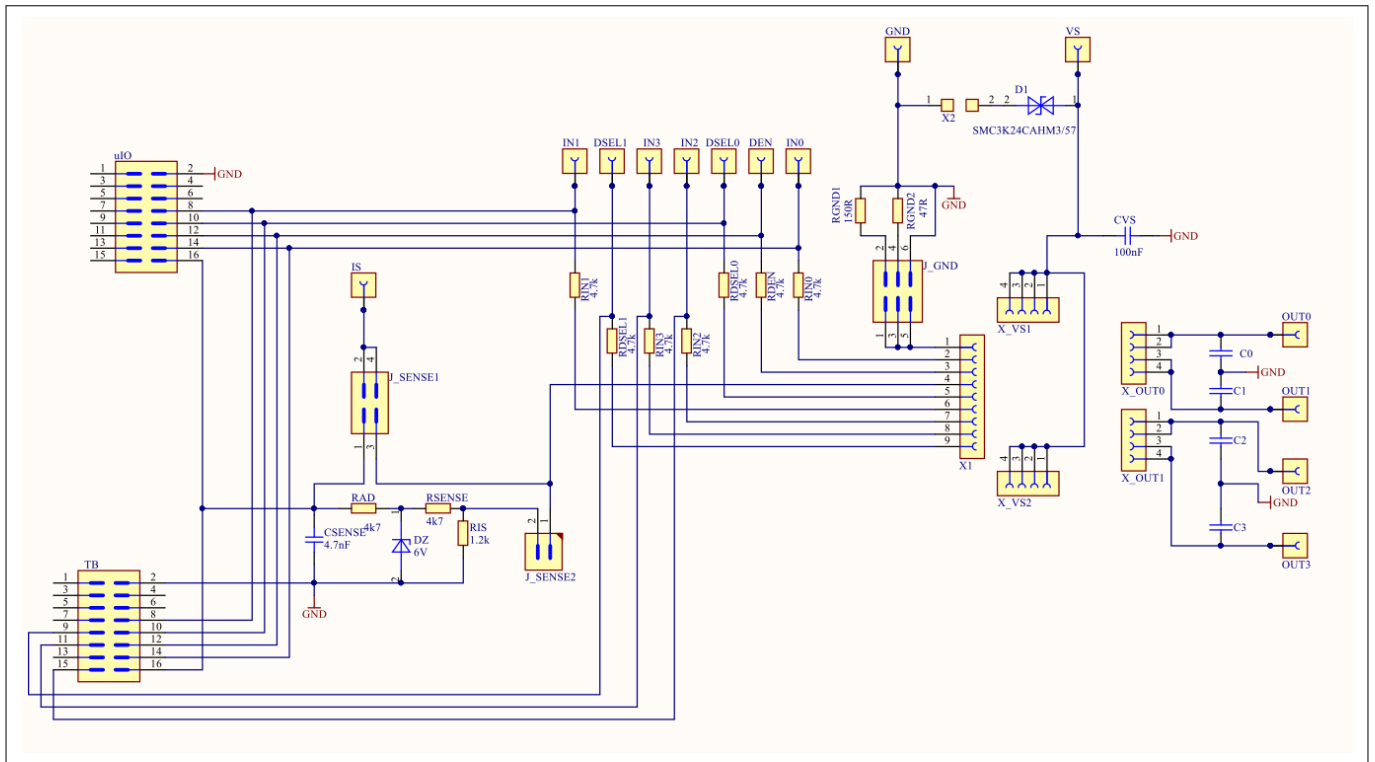 GND
VS
D1
1
X2
2
2
1
SMC3K24CAHM3/57
IN1
DSEL1
IN3
IN2
DSEL0
DEN
IN0
uIO
1
2
GND
3
4
5
6
7
8
9
10
11
12
13
14
15
16
RGND1
150R
RGND2
47R
GND
2
4
6
J_GND
1
3
5
CVS
100nF
GND
IS
RIN1
4.7k
RDSEL0
4.7k
RDEN
4.7k
RIN0
4.7k
RDSEL1
4.7k
RIN3
4.7k
RIN2
4.7k
4
3
2
1
X_VS1
2
4
J_SENSE1
1
3
1
2
3
4
5
6
7
8
9
X1
1
2
3
4
X_OUT0
OUT0
C0
GND
C1
OUT1
1
2
3
4
X_OUT1
C2
OUT2
GND
C3
OUT3
4
3
2
1
X_VS2
RAD
4k7
RSENSE
4k7
CSENSE
4.7nF
1
DZ
6V
2
RIS
1.2k
2
1
J_SENSE2
GND
TB
1
2
3
4
5
6
7
8
9
10
11
12
13
14
15
16